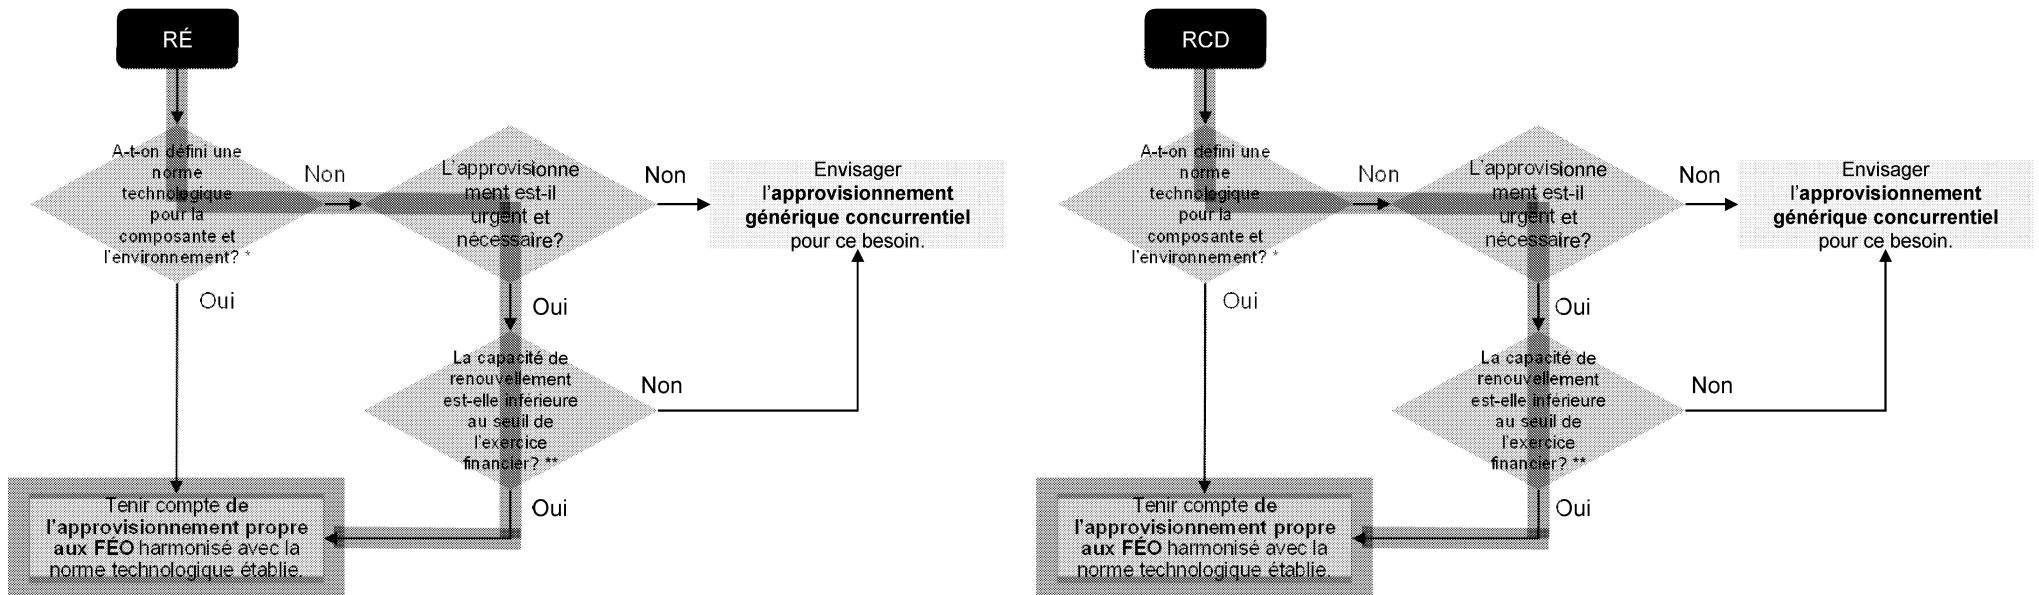 RÉ
A-t-on défini une
norme
technologique
pour la
composante et
l'environnement? *
Non
L'approvisionne
ment est-il
urgent et
nécessaire?
Non
Envisager
l'approvisionnement
générique concurrentiel
pour ce besoin.
Oui
Oui
La capacité de
renouvellement
est-elle inférieure
au seuil de
l'exercice
financier? **
Non
Oui
Tenir compte de
l'approvisionnement propre
aux FÉO harmonisé avec la
norme technologique établie.
RCD
A-t-on défini une
norme
technologique
pour la
composante et
l'environnement? *
Non
L'approvisionne
ment est-il
urgent et
nécessaire?
Non
Envisager
l'approvisionnement
générique concurrentiel
pour ce besoin.
Oui
Oui
La capacité de
renouvellement
est-elle inférieure
au seuil de
l'exercice
financier? **
Non
Oui
Tenir compte de
l'approvisionnement propre
aux FÉO harmonisé avec la
norme technologique établie.